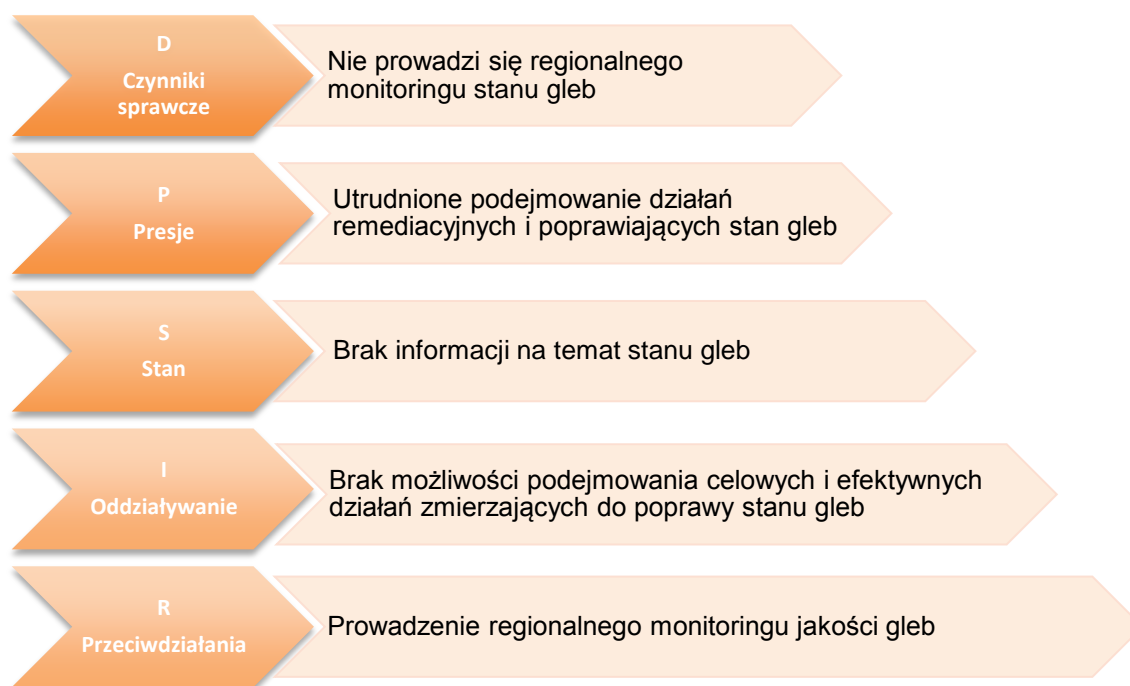 D
Czynniki
sprawcze
Nie prowadzi się regionalnego
monitoringu stanu gleb
P
Presje
Utrudnione podejmowanie działań
remediacyjnych i poprawiających stan gleb
S
Stan
Brak informacji na temat stanu gleb
I
Oddziaływanie
Brak możliwości podejmowania celowych i efektywnych
działań zmierzających do poprawy stanu gleb
R
Przeciwdziałania
Prowadzenie regionalnego monitoringu jakości gleb